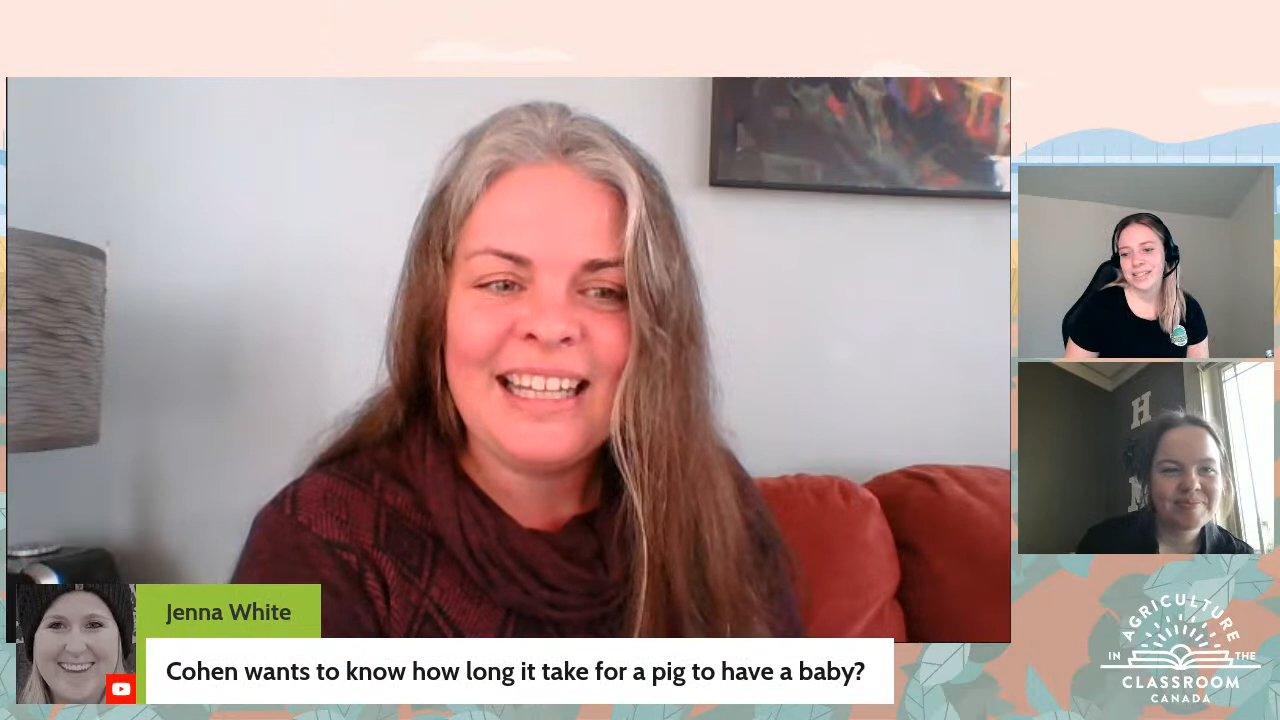 H
M
Jenna White
Cohen wants to know how long it take for a pig to have a baby?
AGRICULTURE
IN THE
CLASSROOM
CANADA